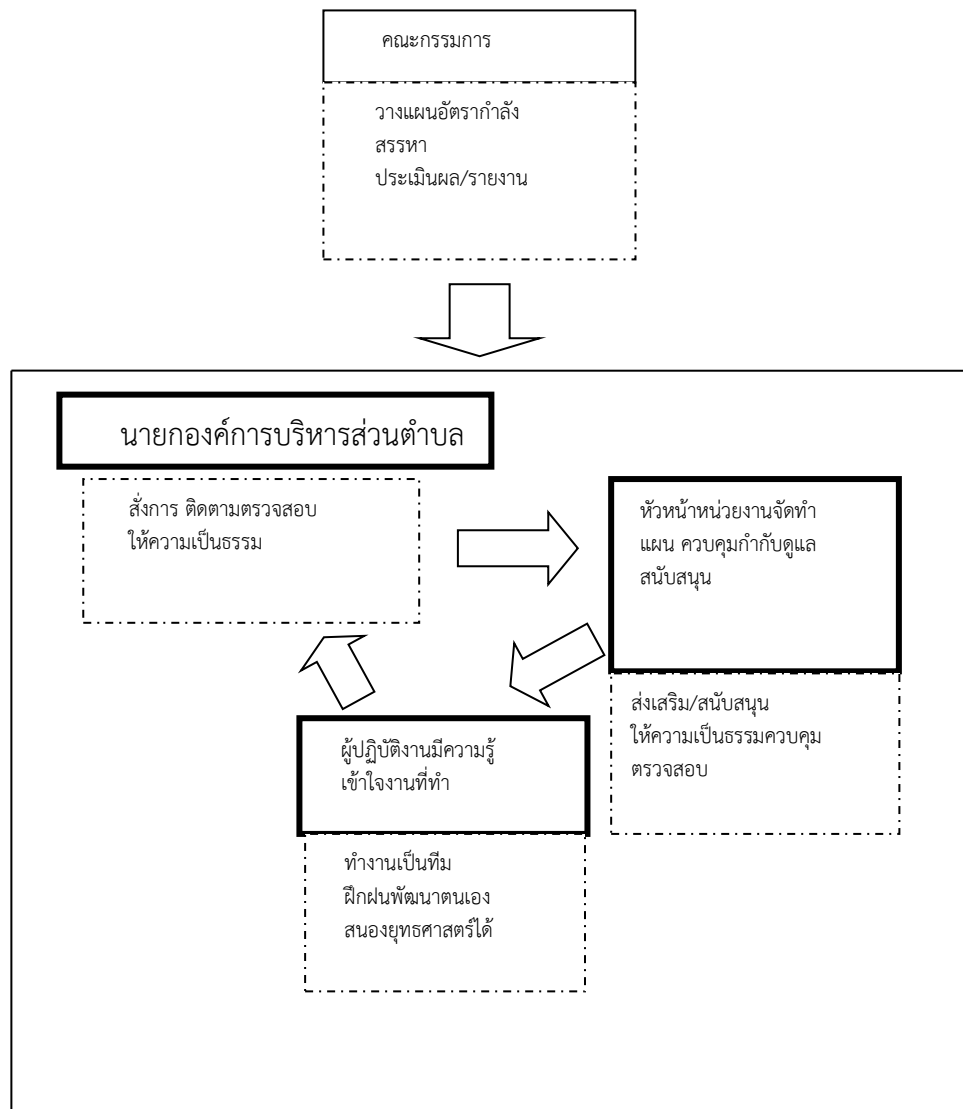 คณะกรรมการ
วางแผนอัตรากำลัง
สรรหา
ประเมินผล/รายงาน
นายกองค์การบริหารส่วนตำบล
สั่งการ ติดตามตรวจสอบ
ให้ความเป็นธรรม
หัวหน้าหน่วยงานจัดทำ
แผน ควบคุมกำกับดูแล
สนับสนุน
ส่งเสริม/สนับสนุน
ให้ความเป็นธรรมควบคุม
ตรวจสอบ
ผู้ปฏิบัติงานมีความรู้
เข้าใจงานที่ทำ
ทำงานเป็นทีม
ฝึกฝนพัฒนาตนเอง
สนองยุทธศาสตร์ได้